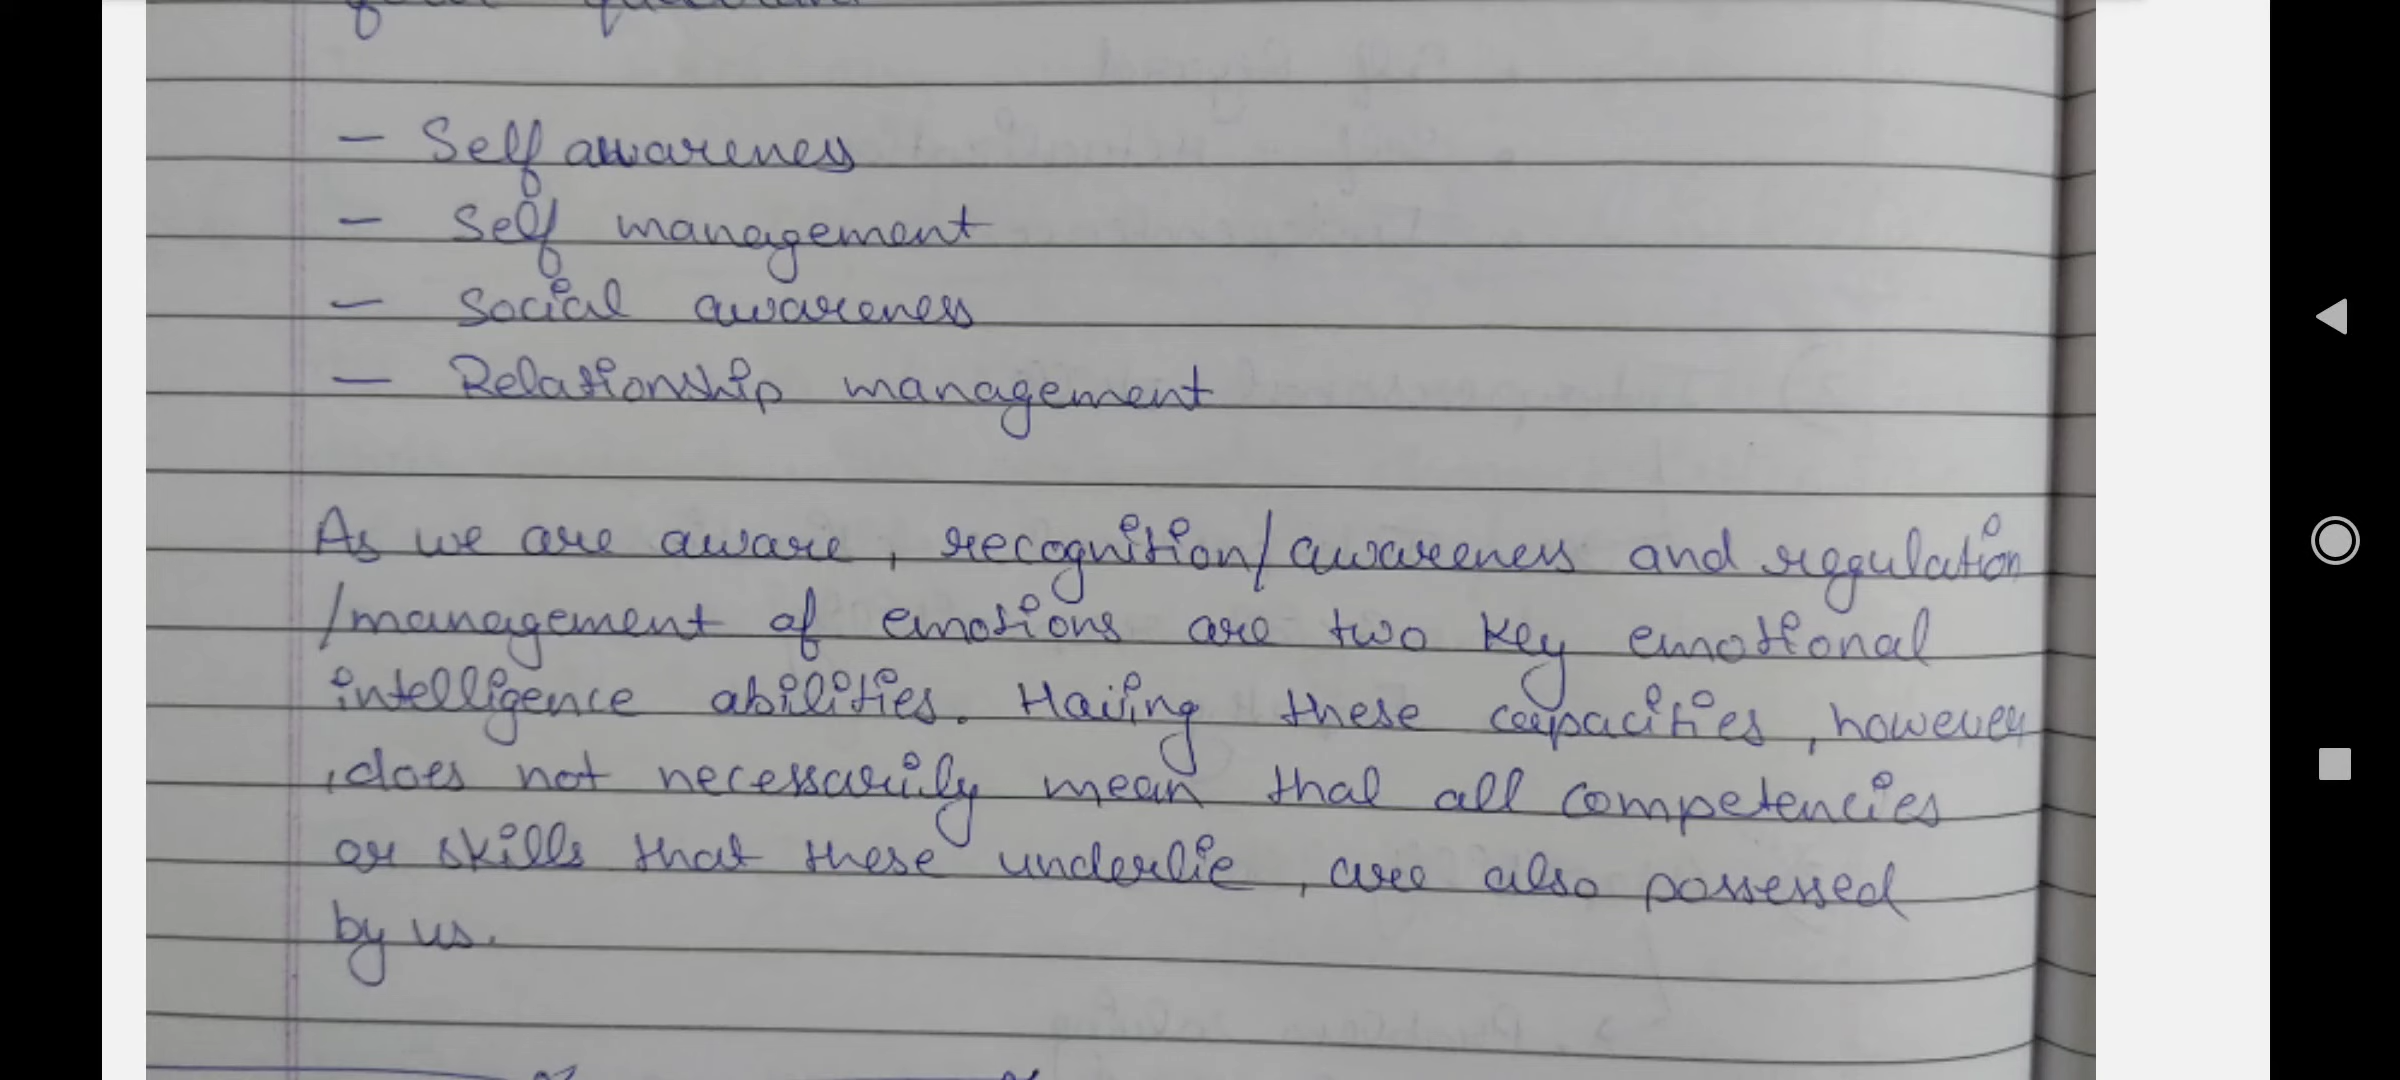 - Self awareness
- Self management
- Social awareness
- Relationship management
As we are aware, recognition/awareness and regulation
/management of emotions are two key emotional
intelligence abilities. Having these capacities, however
,does not necessarily mean that all competencies
or skills that these underlie, are also possessed
by us.